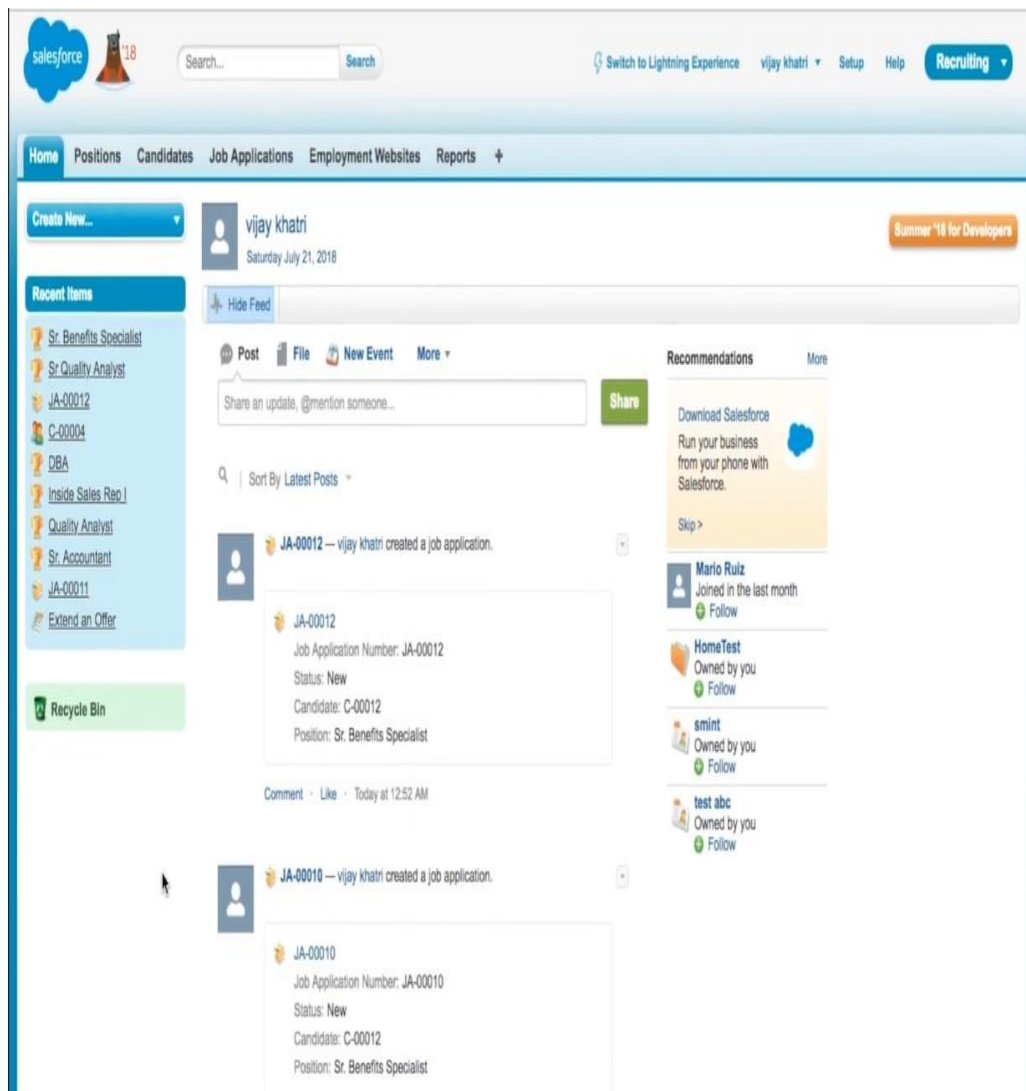 salesforce '18 Search... Search Switch to Lightning Experience vijay khatri Setup Help Recruiting
Home Positions Candidates Job Applications Employment Websites Reports +
Create New...
vijay khatri
Saturday July 21, 2018
Summer '18 for Developers
Recent Items
Sr. Benefits Specialist
Sr Quality Analyst
JA-00012
C-00004
DBA
Inside Sales Rep I
Quality Analyst
Sr. Accountant
JA-00011
Extend an Offer
Recycle Bin
Hide Feed
Post File New Event More
Share an update, @mention someone... Share
Sort By Latest Posts
JA-00012 — vijay khatri created a job application.
JA-00012
Job Application Number: JA-00012
Status: New
Candidate: C-00012
Position: Sr. Benefits Specialist
Comment · Like · Today at 12:52 AM
JA-00010 — vijay khatri created a job application.
JA-00010
Job Application Number: JA-00010
Status: New
Candidate: C-00012
Position: Sr. Benefits Specialist
Recommendations More
Download Salesforce
Run your business
from your phone with
Salesforce.
Skip >
Mario Ruiz
Joined in the last month
Follow
HomeTest
Owned by you
Follow
smint
Owned by you
Follow
test abc
Owned by you
Follow